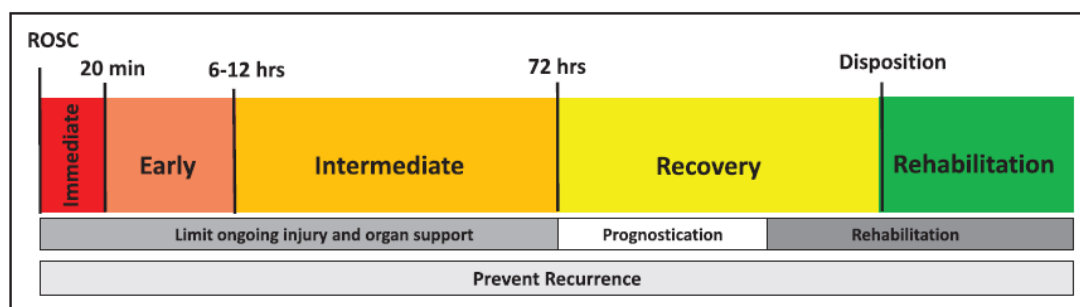 ROSC
20 min
6-12 hrs
72 hrs
Disposition
Immediate
Early
Intermediate
Recovery
Rehabilitation
Limit ongoing injury and organ support
Prognostication
Rehabilitation
Prevent Recurrence